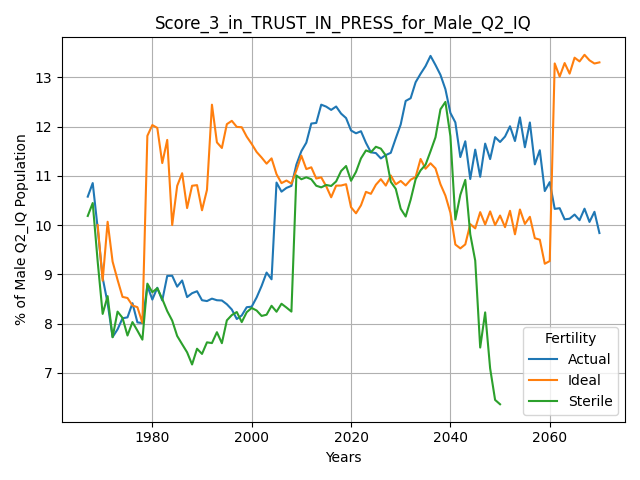 Score_3_in_TRUST_IN_PRESS_for_Male_Q2_IQ
% of Male Q2_IQ Population
13
12
11
10
9
8
7
1980
2000
2020
2040
2060
Years
Fertility
Actual
Ideal
Sterile